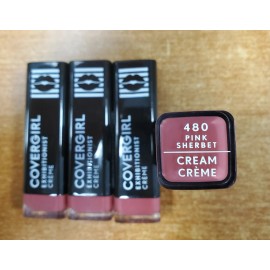 COVERGIRL
EXHIBITIONIST
CRÈME
COVERGIRL
EXHIBITIONIST
CRÈME
COVERGIRL
EXHIBITIONIST
CRÈME
480
PINK
SHERBET
CREAM
CRÈME